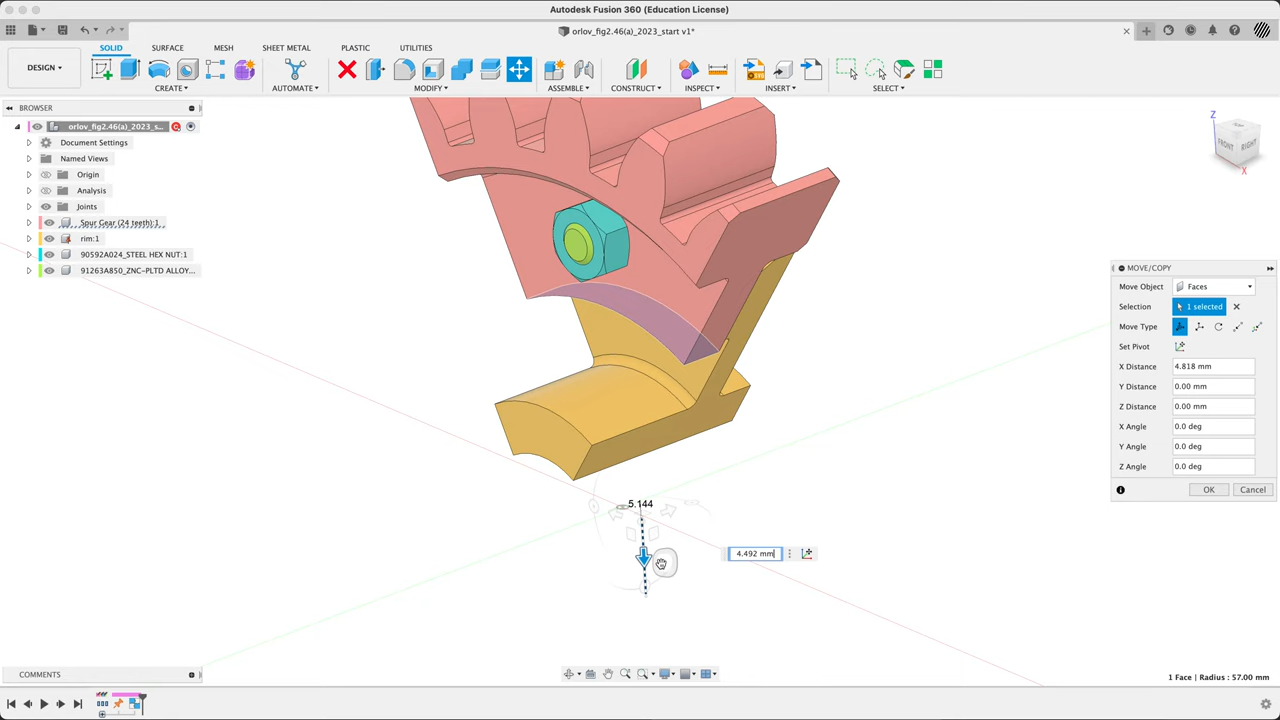 Autodesk Fusion 360 (Education License)
orlov_fig2.46(a)_2023_start v1*
DESIGN
SOLID SURFACE MESH SHEET METAL PLASTIC UTILITIES
CREATE AUTOMATE MODIFY ASSEMBLE CONSTRUCT INSPECT INSERT SELECT
BROWSER
orlov_fig2.46(a)_2023_s...
Document Settings
Named Views
Origin
Analysis
Joints
Spur Gear (24 teeth):1
rim:1
90592A024_STEEL HEX NUT:1
91263A850_ZNC-PLTD ALLOY...
Z
FRONT RIGHT
X
MOVE/COPY
Move Object Faces
Selection 1 selected
Move Type
Set Pivot
X Distance 4.818 mm
Y Distance 0.00 mm
Z Distance 0.00 mm
X Angle 0.0 deg
Y Angle 0.0 deg
Z Angle 0.0 deg
OK Cancel
5.144
4.492 mm
COMMENTS
1 Face | Radius : 57.00 mm